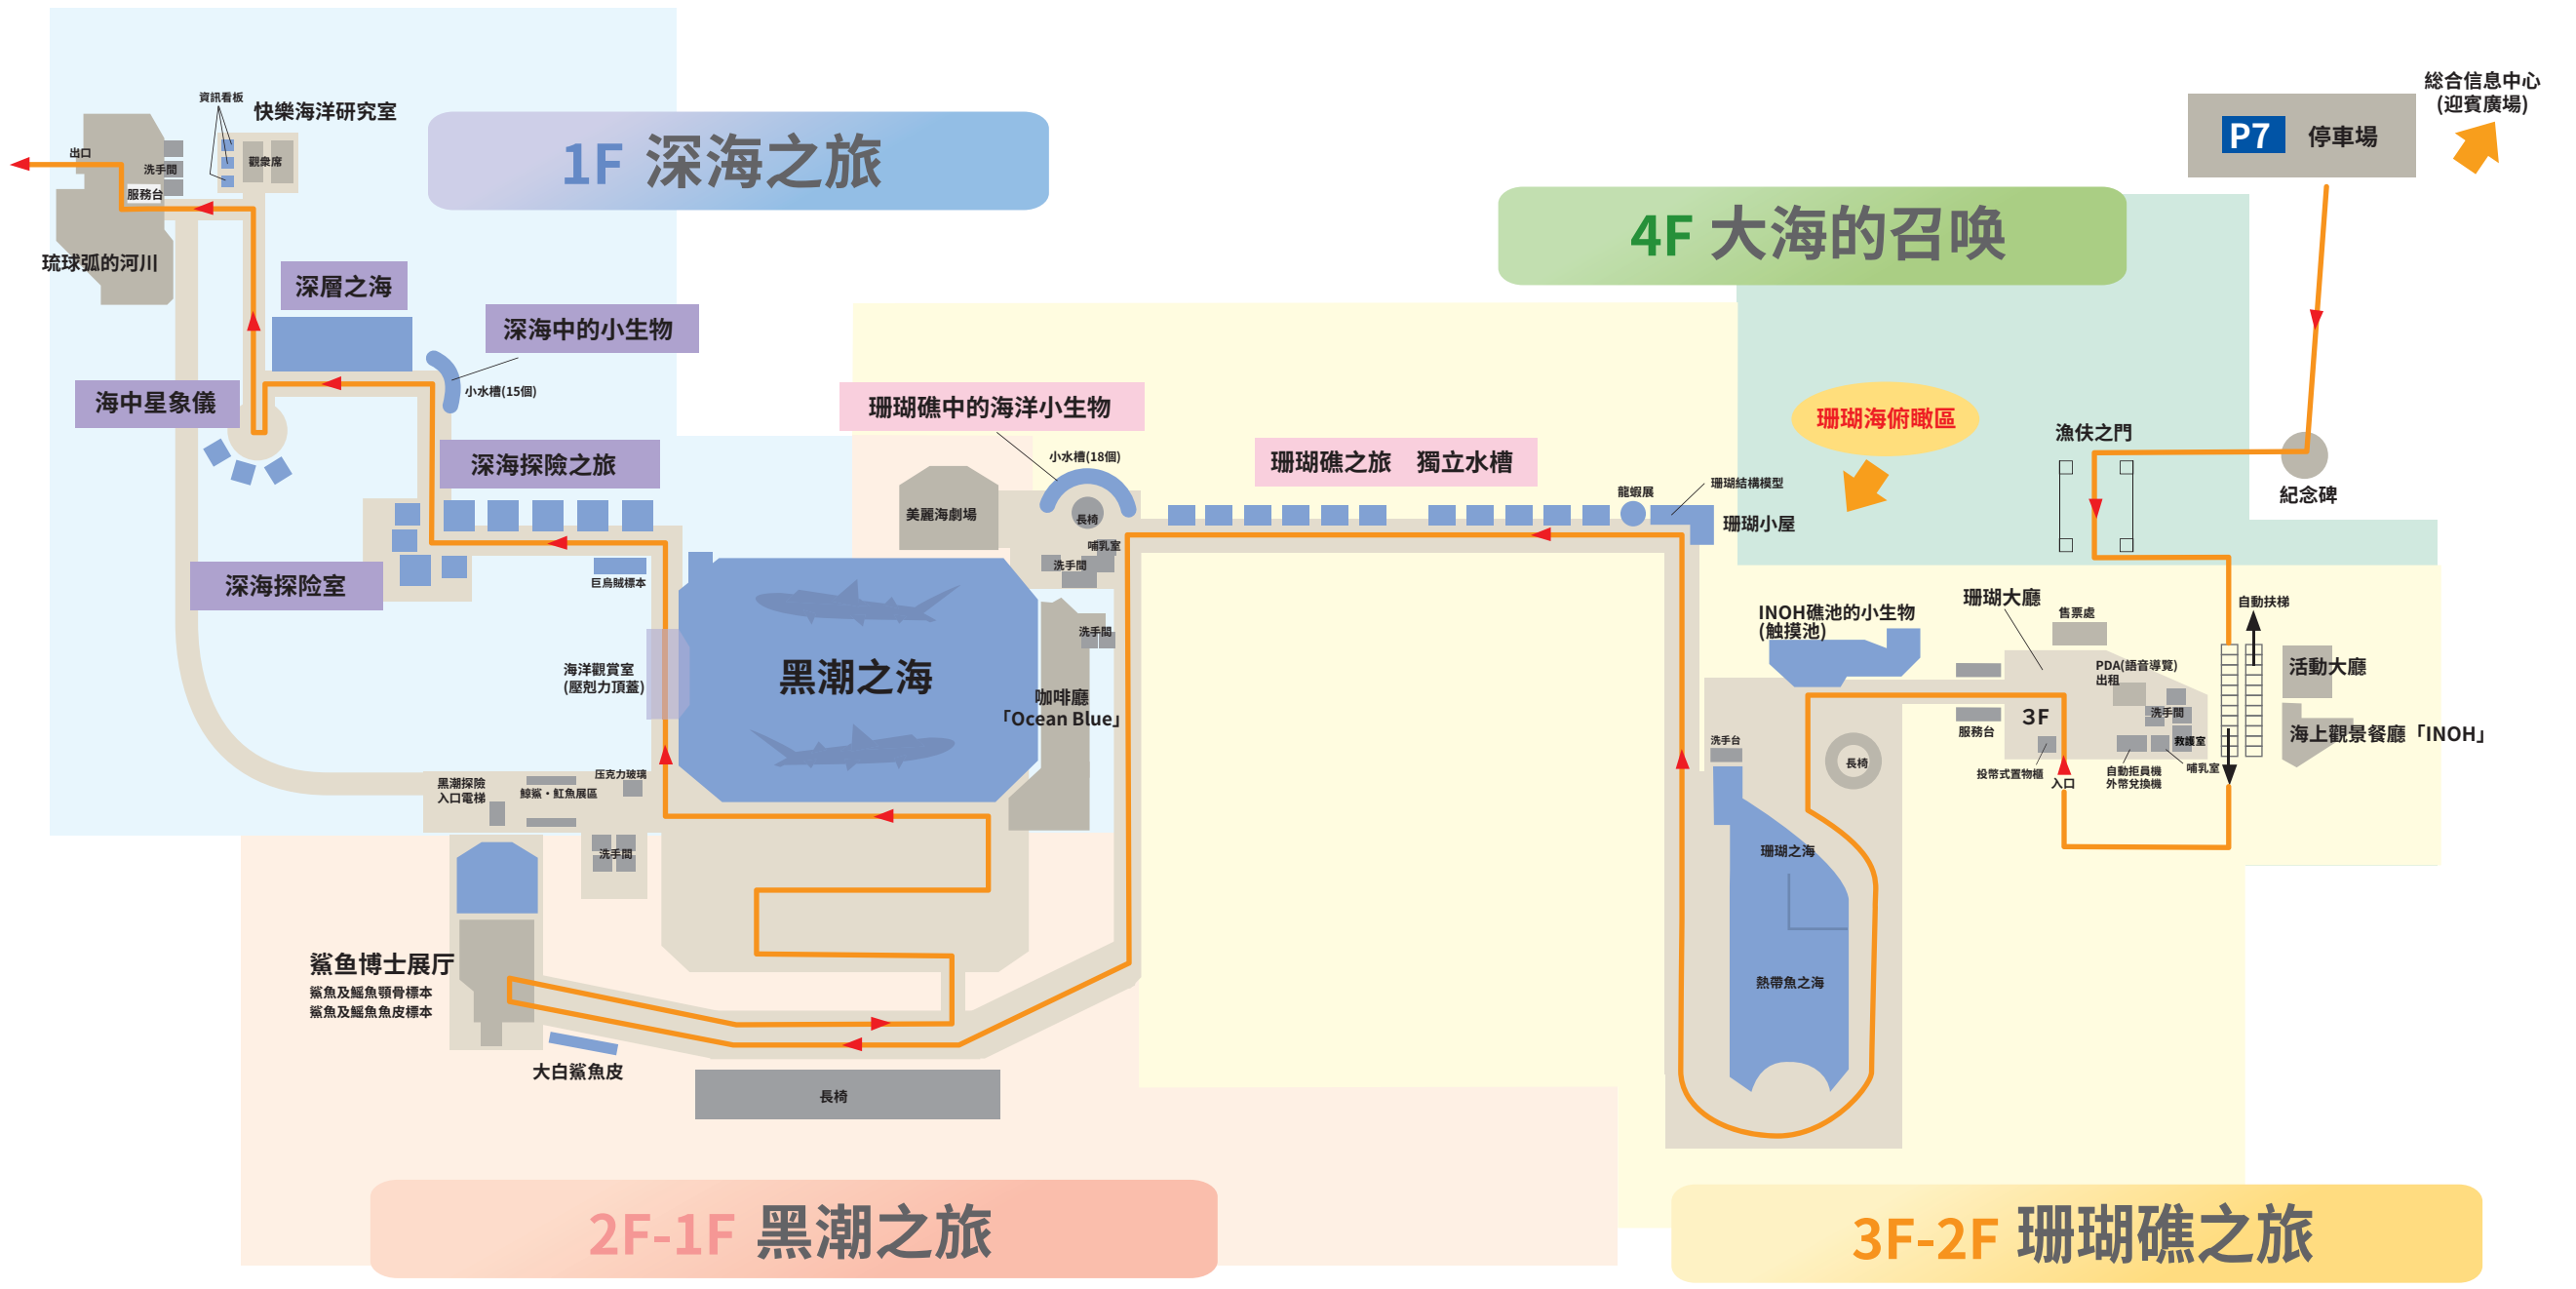 総合信息中心
(迎賓廣場)
P7 停車場
資訊看板
快樂海洋研究室
1F 深海之旅
出口
洗手間
觀衆席
服務台
4F 大海的召唤
琉球弧的河川
深層之海
深海中的小生物
小水槽(15個)
海中星象儀
珊瑚礁中的海洋小生物
珊瑚海俯瞰區
漁伕之門
深海探險之旅
小水槽(18個)
珊瑚礁之旅 獨立水槽
紀念碑
龍蝦展
珊瑚結構模型
美麗海劇場
長椅
珊瑚小屋
哺乳室
洗手間
深海探险室
巨烏賊標本
珊瑚大廳
自動扶梯
INOH礁池的小生物
(触摸池)
售票處
洗手間
海洋觀賞室
(壓剋力頂蓋)
黑潮之海
PDA(語音導覽)
出租
活動大廳
咖啡廳
「Ocean Blue」
3F
洗手間
服務台
海上觀景餐廳「INOH」
洗手台
救護室
長椅
投幣式置物櫃
自動拒員機
外幣兌換機
哺乳室
入口
黑潮探險
入口電梯
压克力玻璃
鯨鯊・魟魚展區
洗手間
珊瑚之海
鯊鱼博士展厅
鯊魚及鰩魚顎骨標本
鯊魚及鰩魚魚皮標本
熱帶魚之海
大白鯊魚皮
長椅
2F-1F 黑潮之旅
3F-2F 珊瑚礁之旅